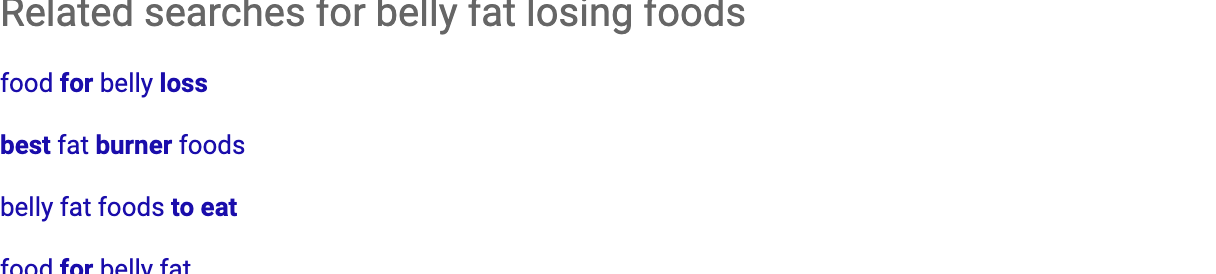 Related searches for belly fat losing foods
food for belly loss
best fat burner foods
belly fat foods to eat
food for belly fat